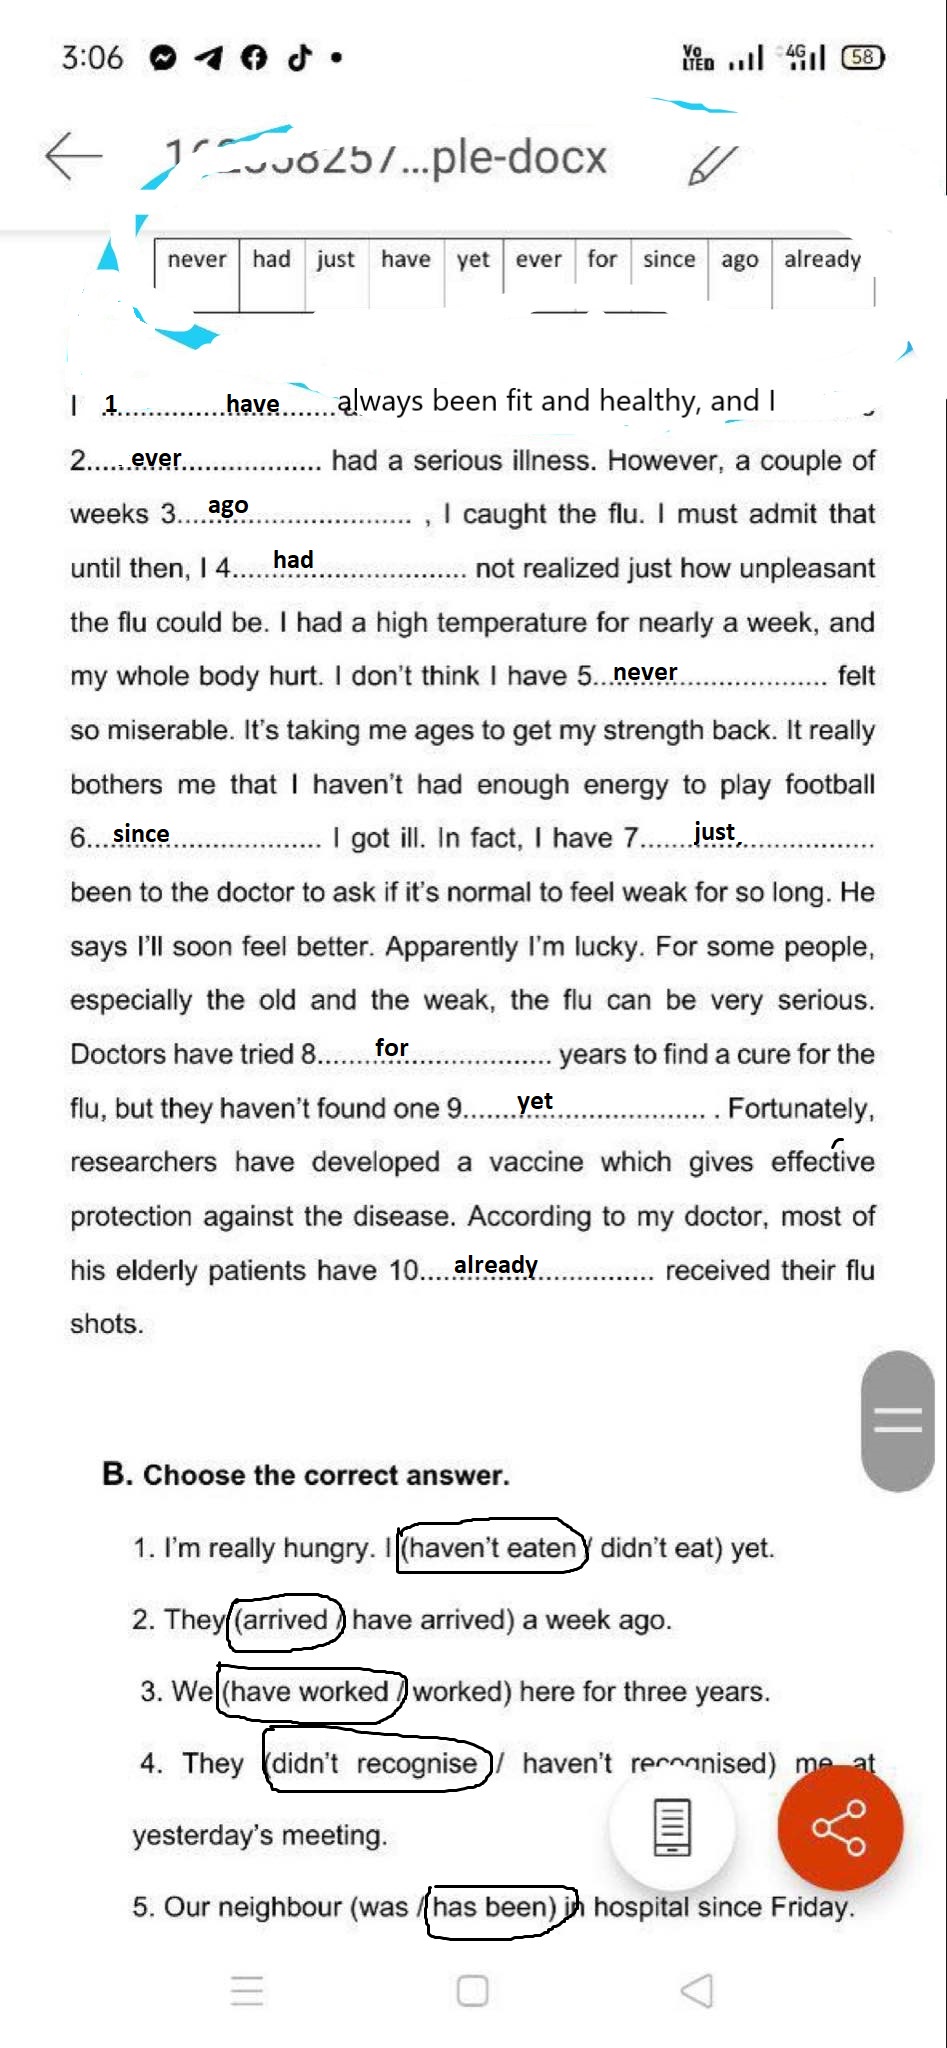 3:06 Vo LTED 4G 58
...ple-docx
never had just have yet ever for since ago already
I 1..............have.......always been fit and healthy, and I
2......ever.................... had a serious illness. However, a couple of
weeks 3.....ago........................ , I caught the flu. I must admit that
until then, I 4.....had........................ not realized just how unpleasant
the flu could be. I had a high temperature for nearly a week, and
my whole body hurt. I don't think I have 5...never...................... felt
so miserable. It's taking me ages to get my strength back. It really
bothers me that I haven't had enough energy to play football
6....since...................... I got ill. In fact, I have 7.......just....................
been to the doctor to ask if it's normal to feel weak for so long. He
says I'll soon feel better. Apparently I'm lucky. For some people,
especially the old and the weak, the flu can be very serious.
Doctors have tried 8.......for..................... years to find a cure for the
flu, but they haven't found one 9.......yet....................... . Fortunately,
researchers have developed a vaccine which gives effective
protection against the disease. According to my doctor, most of
his elderly patients have 10....already................. received their flu
shots.
B. Choose the correct answer.
1. I'm really hungry. I (haven't eaten / didn't eat) yet.
2. They (arrived / have arrived) a week ago.
3. We (have worked / worked) here for three years.
4. They (didn't recognise / haven't recognised) me at
yesterday's meeting.
5. Our neighbour (was / has been) in hospital since Friday.